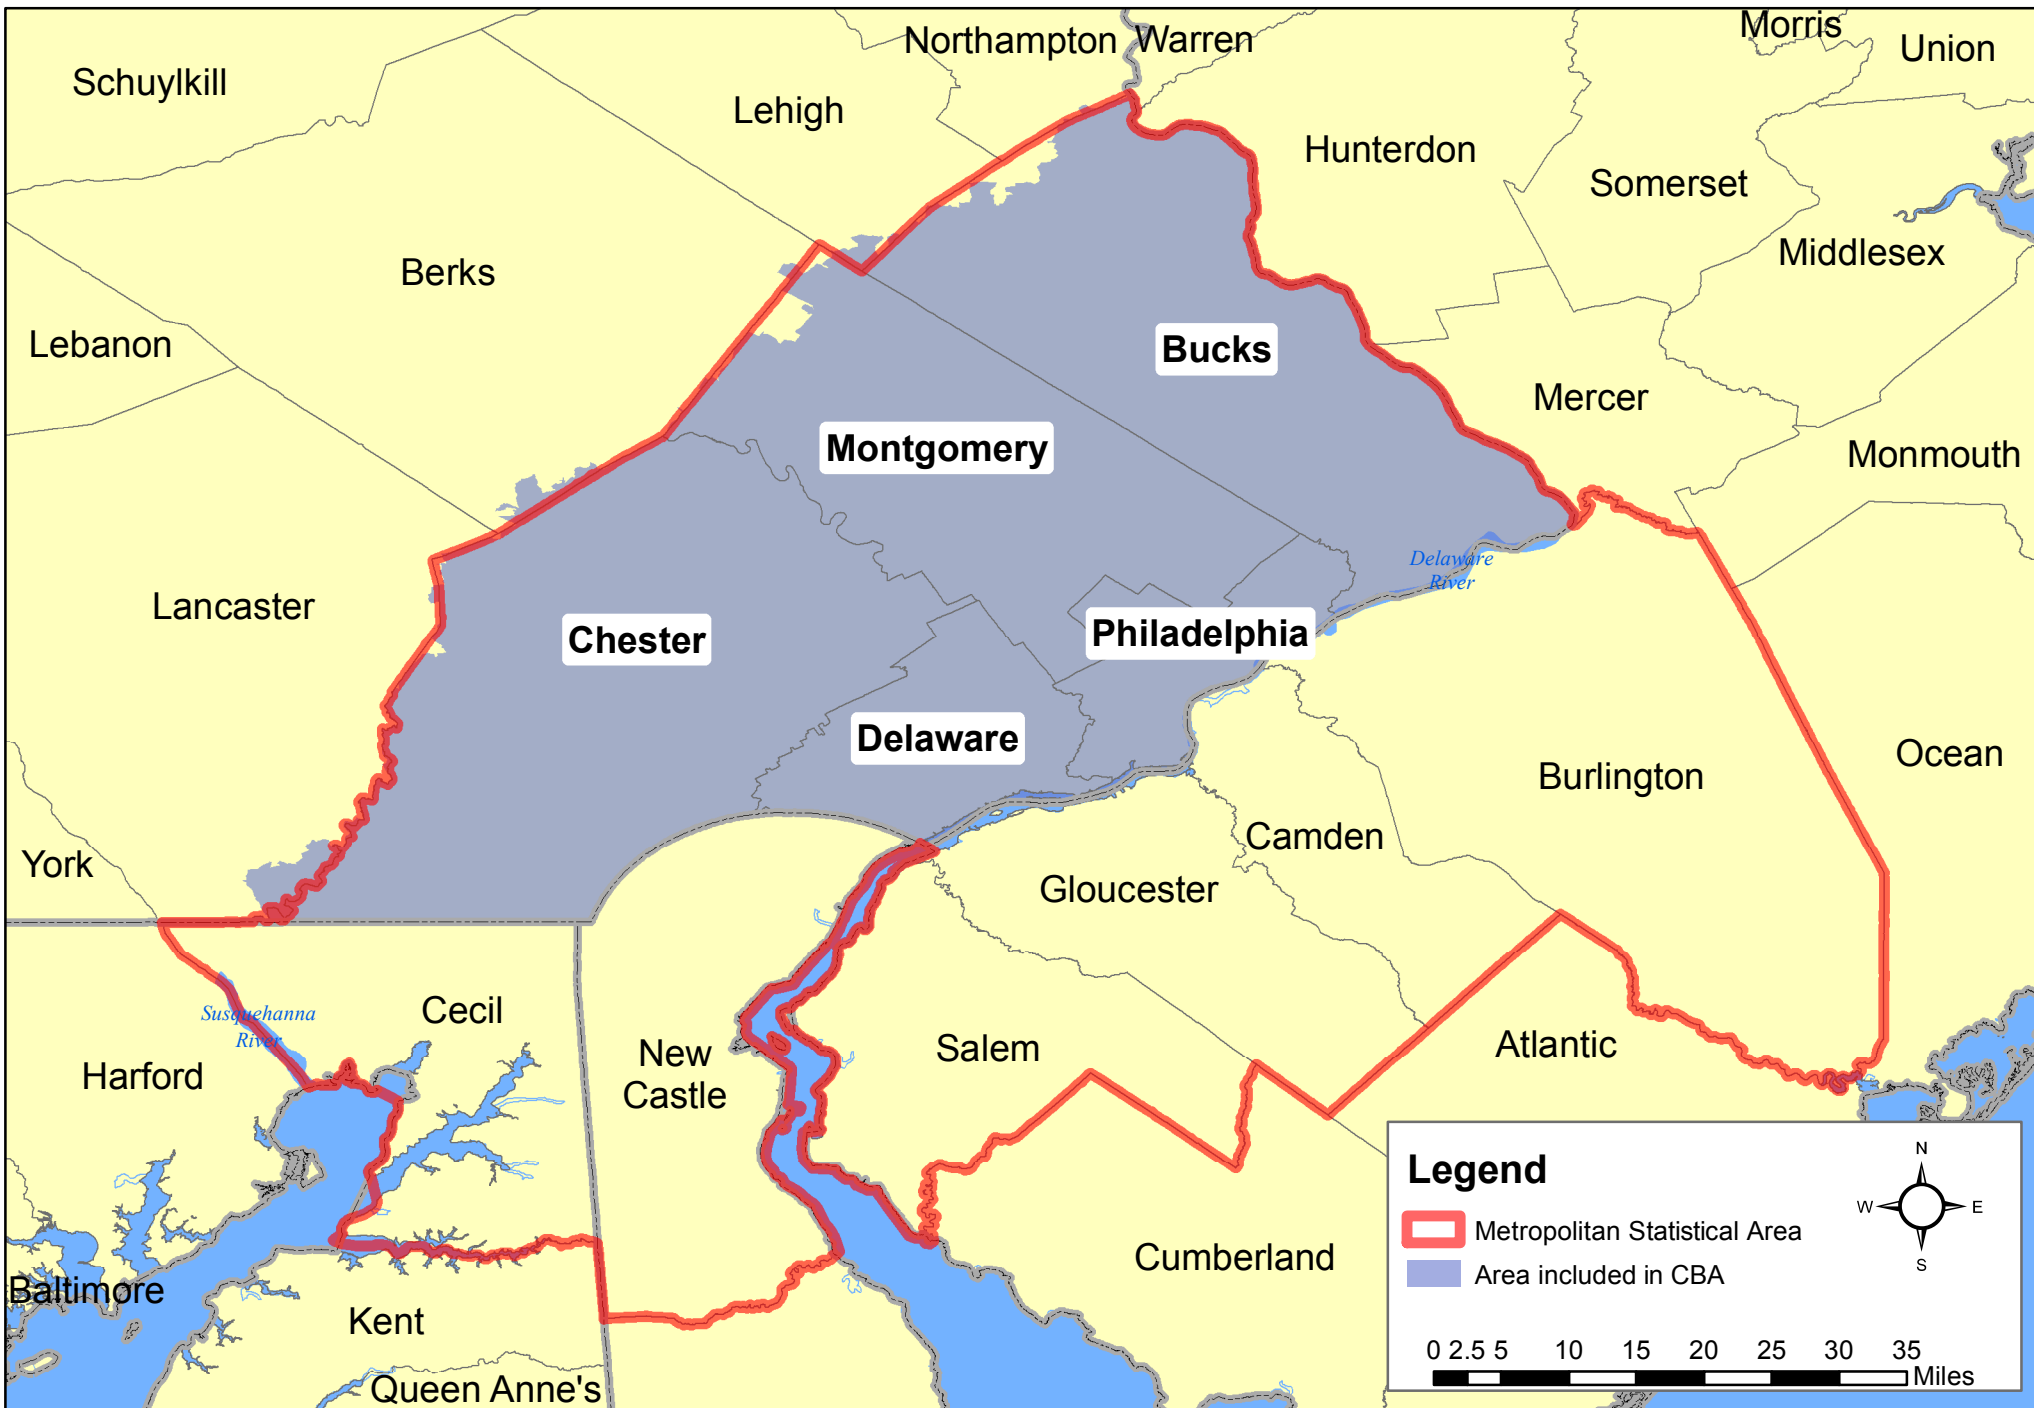 Northampton
Warren
Morris
Union
Schuylkill
Lehigh
Hunterdon
Somerset
Middlesex
Berks
Lebanon
Bucks
Mercer
Montgomery
Monmouth
Delaware
River
Lancaster
Chester
Philadelphia
Delaware
Ocean
Burlington
Camden
York
Gloucester
Cecil
Susquehanna
River
Harford
New
Castle
Salem
Atlantic
Cumberland
Baltimore
Kent
Queen Anne's
Legend
N
W
E
S
Metropolitan Statistical Area
Area included in CBA
0 2.5 5 10 15 20 25 30 35
Miles